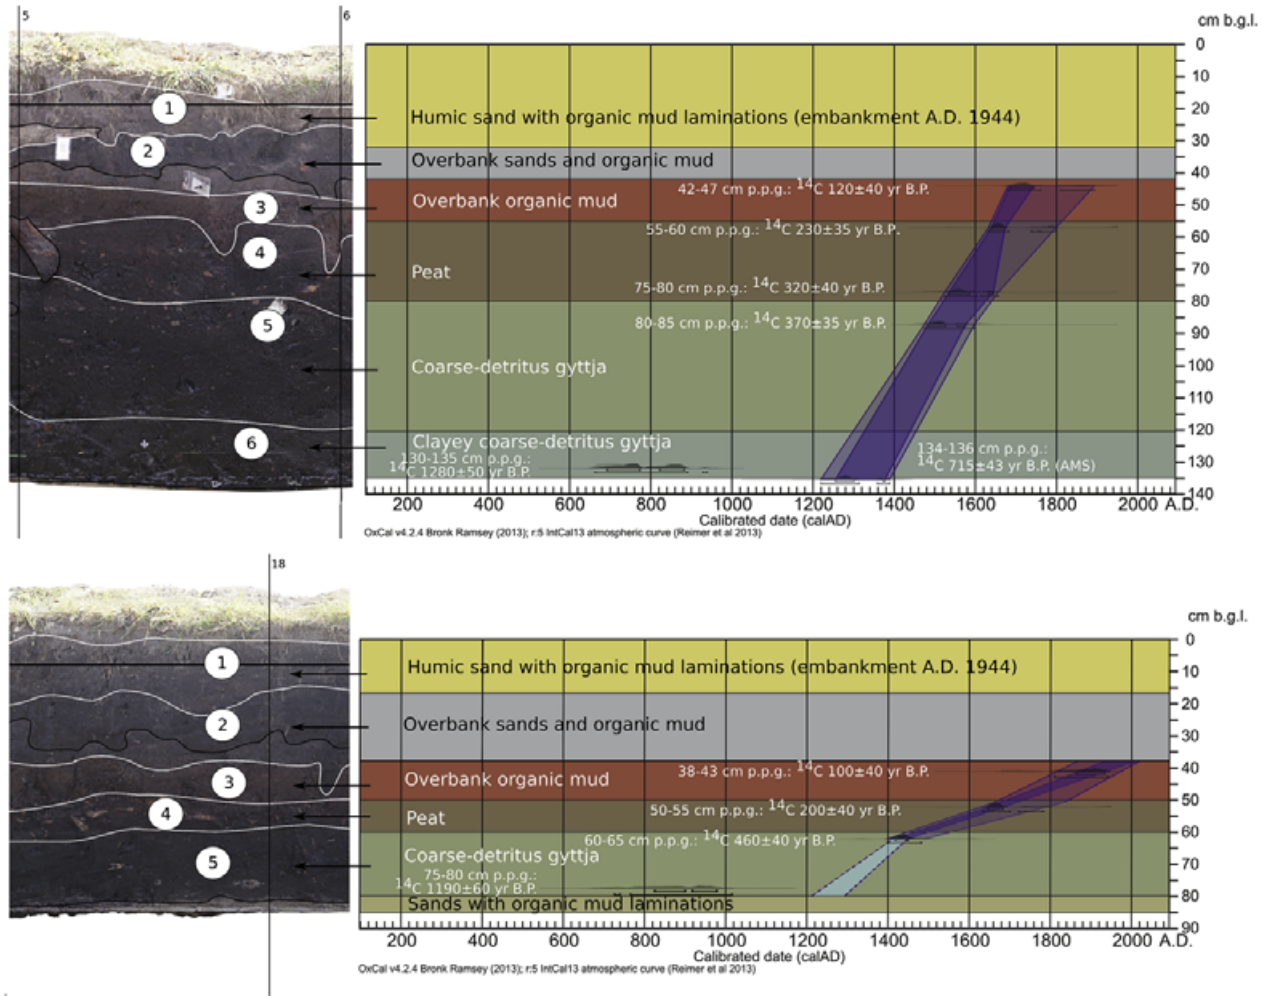 5
6
cm b.g.l.
0
10
20
30
40
50
60
70
80
90
100
110
120
130
140
1
2
3
4
5
6
Humic sand with organic mud laminations (embankment A.D. 1944)
Overbank sands and organic mud
42-47 cm p.p.g.: 14C 120±40 yr B.P.
Overbank organic mud
55-60 cm p.p.g.: 14C 230±35 yr B.P.
Peat
75-80 cm p.p.g.: 14C 320±40 yr B.P.
80-85 cm p.p.g.: 14C 370±35 yr B.P.
Coarse-detritus gyttja
Clayey coarse-detritus gyttja
130-135 cm p.p.g.:
14C 1280±50 yr B.P.
134-136 cm p.p.g.:
14C 715±43 yr B.P. (AMS)
200 400 600 800 1000 1200 1400 1600 1800 2000 A.D.
Calibrated date (calAD)
OxCal v4.2.4 Bronk Ramsey (2013); r:5 IntCal13 atmospheric curve (Reimer et al 2013)
18
cm b.g.l.
0
10
20
30
40
50
60
70
80
90
1
2
3
4
5
Humic sand with organic mud laminations (embankment A.D. 1944)
Overbank sands and organic mud
38-43 cm p.p.g.: 14C 100±40 yr B.P.
Overbank organic mud
50-55 cm p.p.g.: 14C 200±40 yr B.P.
Peat
60-65 cm p.p.g.: 14C 460±40 yr B.P.
Coarse-detritus gyttja
75-80 cm p.p.g.:
14C 1190±60 yr B.P.
Sands with organic mud laminations
200 400 600 800 1000 1200 1400 1600 1800 2000 A.D.
Calibrated date (calAD)
OxCal v4.2.4 Bronk Ramsey (2013); r:5 IntCal13 atmospheric curve (Reimer et al 2013)